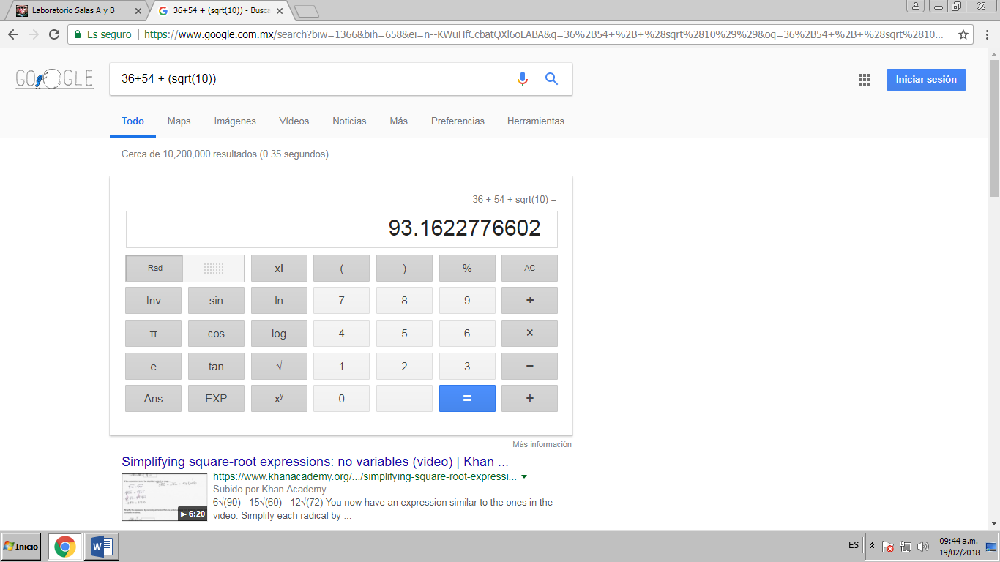 Laboratorio Salas A y B
36+54 + (sqrt(10)) - Busca
Es seguro https://www.google.com.mx/search?biw=1366&bih=658&ei=n--KWuHfCcbatQXl6oLABA&q=36%2B54+%2B+%28sqrt%2810%29%29&oq=36%2B54+%2B+%28sqrt%2810...
GOOGLE
36+54 + (sqrt(10))
Iniciar sesión
Todo Maps Imágenes Vídeos Noticias Más Preferencias Herramientas
Cerca de 10,200,000 resultados (0.35 segundos)
36 + 54 + sqrt(10) =
93.1622776602
Rad x! ( ) % AC
Inv sin ln 7 8 9 ÷
π cos log 4 5 6 ×
e tan √ 1 2 3 −
Ans EXP xʸ 0 . = +
Más información
Simplifying square-root expressions: no variables (video) | Khan ...
https://www.khanacademy.org/.../simplifying-square-root-expressi...
Subido por Khan Academy
6√(90) - 15√(60) - 12√(72) You now have an expression similar to the ones in the
video. Simplify each radical by ...
6:20
Inicio
ES
09:44 a.m.
19/02/2018